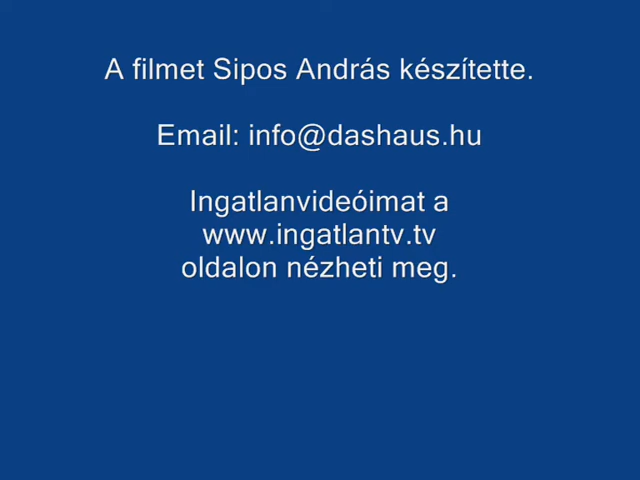 A filmet Sipos András készítette.
Email: info@dashaus.hu
Ingatlanvideóimat a
www.ingatlantv.tv
oldalon nézheti meg.